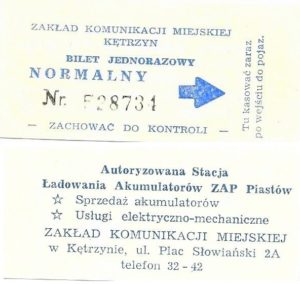 ZAKŁAD KOMUNIKACJI MIEJSKIEJ
KĘTRZYN
BILET JEDNORAZOWY
NORMALNY
Nr. 528731
— ZACHOWAĆ DO KONTROLI —
Tu kasować zaraz
po wejściu do pojaz.
Autoryzowana Stacja
Ładowania Akumulatorów ZAP Piastów
☆ Sprzedaż akumulatorów
☆ Usługi elektryczno-mechaniczne
ZAKŁAD KOMUNIKACJI MIEJSKIEJ
w Kętrzynie, ul. Plac Słowiański 2A
telefon 32 - 42